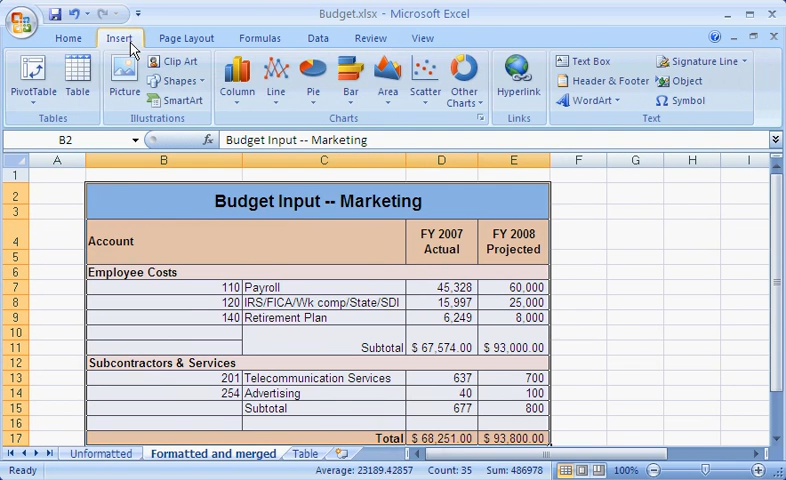 Budget.xlsx - Microsoft Excel
Home Insert Page Layout Formulas Data Review View
PivotTable Table Picture Clip Art Shapes SmartArt Column Line Pie Bar Area Scatter Other Charts Hyperlink Text Box Header & Footer WordArt Signature Line Object Symbol
Tables Illustrations Charts Links Text
B2 fx Budget Input -- Marketing
A B C D E F G H I
1
2 Budget Input -- Marketing
3
4 Account FY 2007 Actual FY 2008 Projected
5
6 Employee Costs
7 110 Payroll 45,328 60,000
8 120 IRS/FICA/Wk comp/State/SDI 15,997 25,000
9 140 Retirement Plan 6,249 8,000
10
11 Subtotal $ 67,574.00 $ 93,000.00
12 Subcontractors & Services
13 201 Telecommunication Services 637 700
14 254 Advertising 40 100
15 Subtotal 677 800
16
17 Total $ 68,251.00 $ 93,800.00
Unformatted Formatted and merged Table
Ready Average: 23189.42857 Count: 35 Sum: 486978 100%